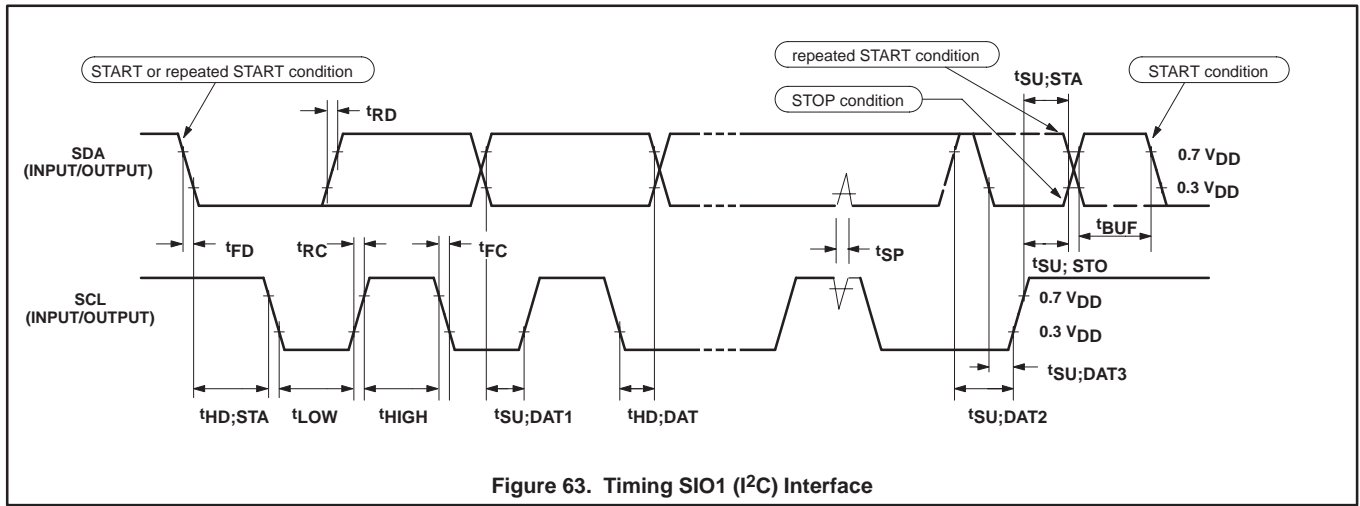 repeated START condition
START or repeated START condition
tSU;STA
START condition
STOP condition
tRD
SDA
(INPUT/OUTPUT)
0.7 VDD
0.3 VDD
tBUF
tFD
tRC
tFC
tSP
tSU; STO
SCL
(INPUT/OUTPUT)
0.7 VDD
0.3 VDD
tSU;DAT3
tHD;STA
tLOW
tHIGH
tSU;DAT1
tHD;DAT
tSU;DAT2
Figure 63. Timing SIO1 (I2C) Interface